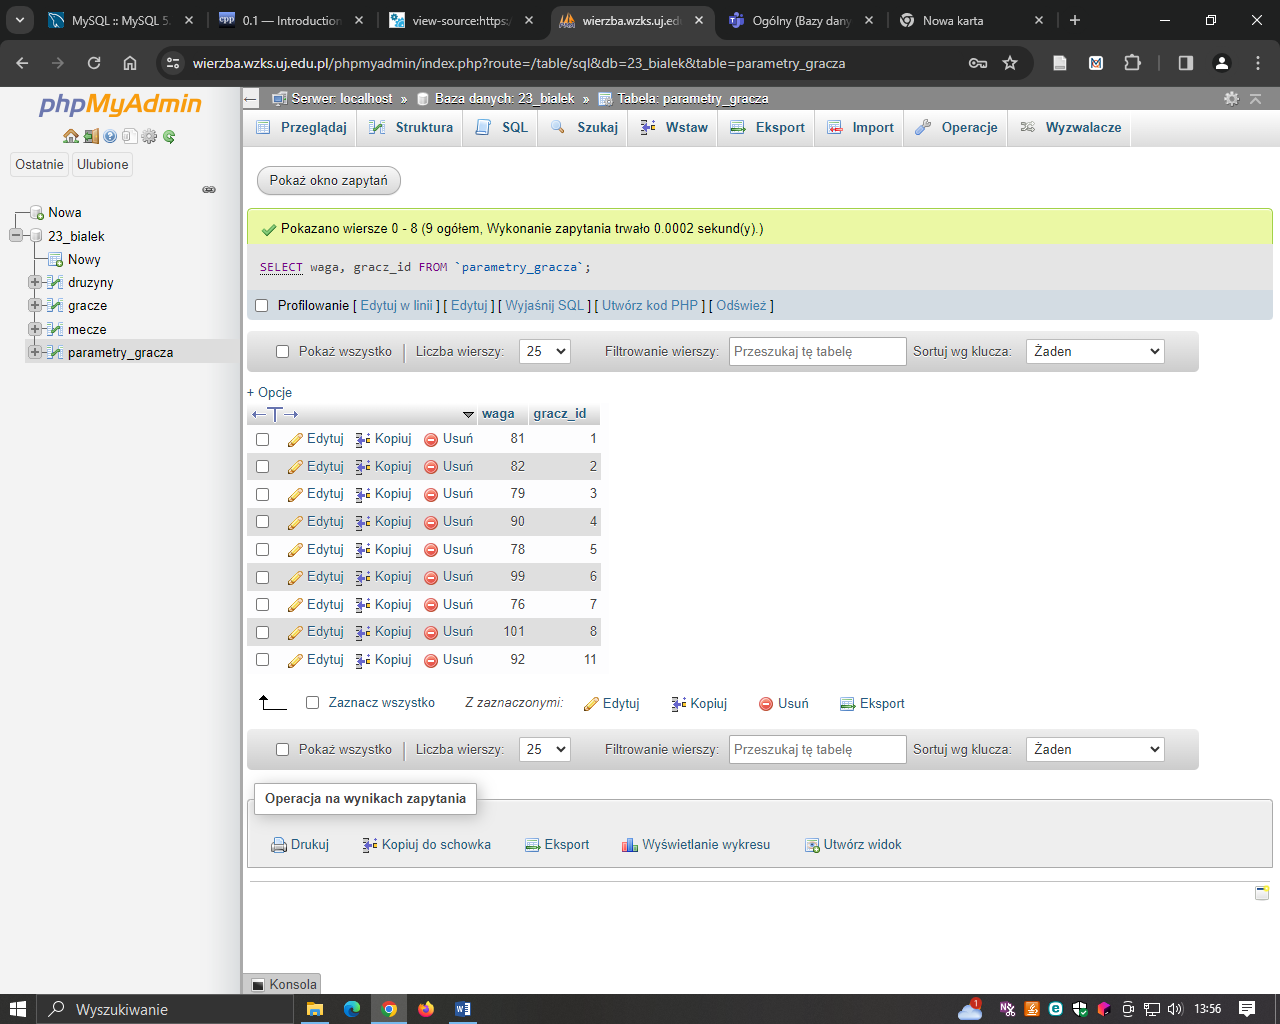 MySQL :: MySQL 5.
0.1 — Introduction
view-source:https:/
wierzba.wzks.uj.ed
Ogólny (Bazy dany
Nowa karta
wierzba.wzks.uj.edu.pl/phpmyadmin/index.php?route=/table/sql&db=23_bialek&table=parametry_gracza
phpMyAdmin
Ostatnie Ulubione
Nowa
23_bialek
Nowy
druzyny
gracze
mecze
parametry_gracza
Serwer: localhost » Baza danych: 23_bialek » Tabela: parametry_gracza
Przeglądaj Struktura SQL Szukaj Wstaw Eksport Import Operacje Wyzwalacze
Pokaż okno zapytań
Pokazano wiersze 0 - 8 (9 ogółem, Wykonanie zapytania trwało 0.0002 sekund(y).)
SELECT waga, gracz_id FROM `parametry_gracza`;
Profilowanie [ Edytuj w linii ] [ Edytuj ] [ Wyjaśnij SQL ] [ Utwórz kod PHP ] [ Odśwież ]
Pokaż wszystko Liczba wierszy: 25 Filtrowanie wierszy: Przeszukaj tę tabelę Sortuj wg klucza: Żaden
+ Opcje
←T→ waga gracz_id
Edytuj Kopiuj Usuń 81 1
Edytuj Kopiuj Usuń 82 2
Edytuj Kopiuj Usuń 79 3
Edytuj Kopiuj Usuń 90 4
Edytuj Kopiuj Usuń 78 5
Edytuj Kopiuj Usuń 99 6
Edytuj Kopiuj Usuń 76 7
Edytuj Kopiuj Usuń 101 8
Edytuj Kopiuj Usuń 92 11
Zaznacz wszystko Z zaznaczonymi: Edytuj Kopiuj Usuń Eksport
Pokaż wszystko Liczba wierszy: 25 Filtrowanie wierszy: Przeszukaj tę tabelę Sortuj wg klucza: Żaden
Operacja na wynikach zapytania
Drukuj Kopiuj do schowka Eksport Wyświetlanie wykresu Utwórz widok
Konsola
Wyszukiwanie
1
13:56